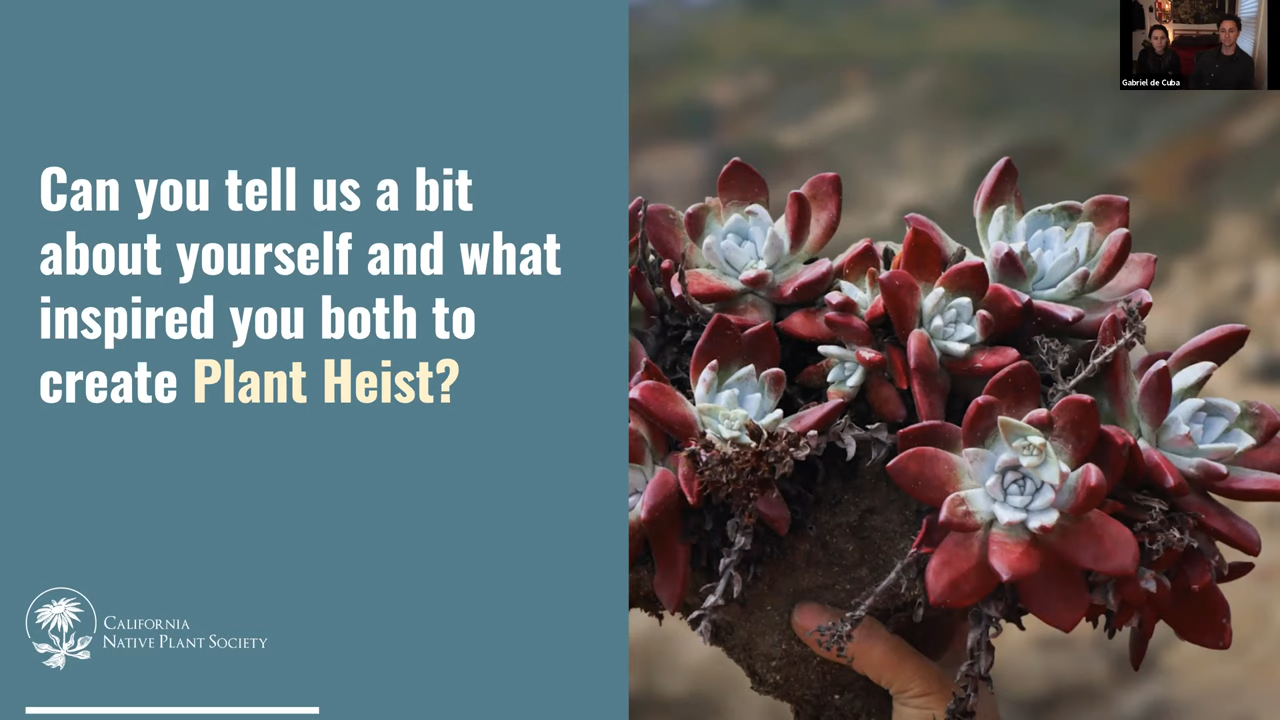 Gabriel de Cuba
Can you tell us a bit
about yourself and what
inspired you both to
create Plant Heist?
California
Native Plant Society